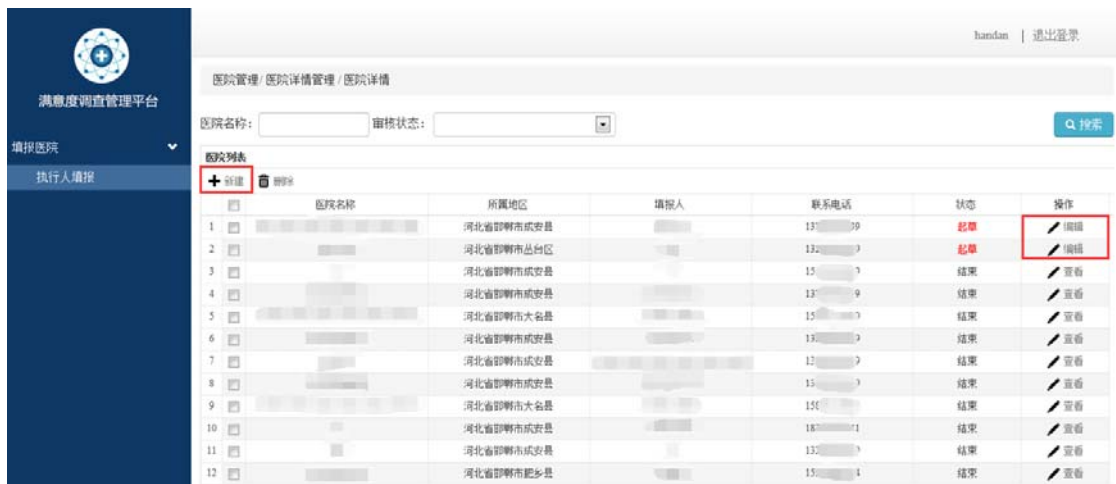 handan | 退出登录
满意度调查管理平台
医院管理/ 医院详情管理 / 医院详情
医院名称: 审核状态: 搜索
填报医院
执行人填报
医院列表
新建 删除
医院名称 所属地区 填报人 联系电话 状态 操作
1 河北省邯郸市成安县 起草 编辑
2 河北省邯郸市丛台区 起草 编辑
3 河北省邯郸市成安县 结束 查看
4 河北省邯郸市成安县 结束 查看
5 河北省邯郸市大名县 结束 查看
6 河北省邯郸市成安县 结束 查看
7 河北省邯郸市成安县 结束 查看
8 河北省邯郸市成安县 结束 查看
9 河北省邯郸市大名县 结束 查看
10 河北省邯郸市成安县 结束 查看
11 河北省邯郸市成安县 结束 查看
12 河北省邯郸市肥乡县 结束 查看